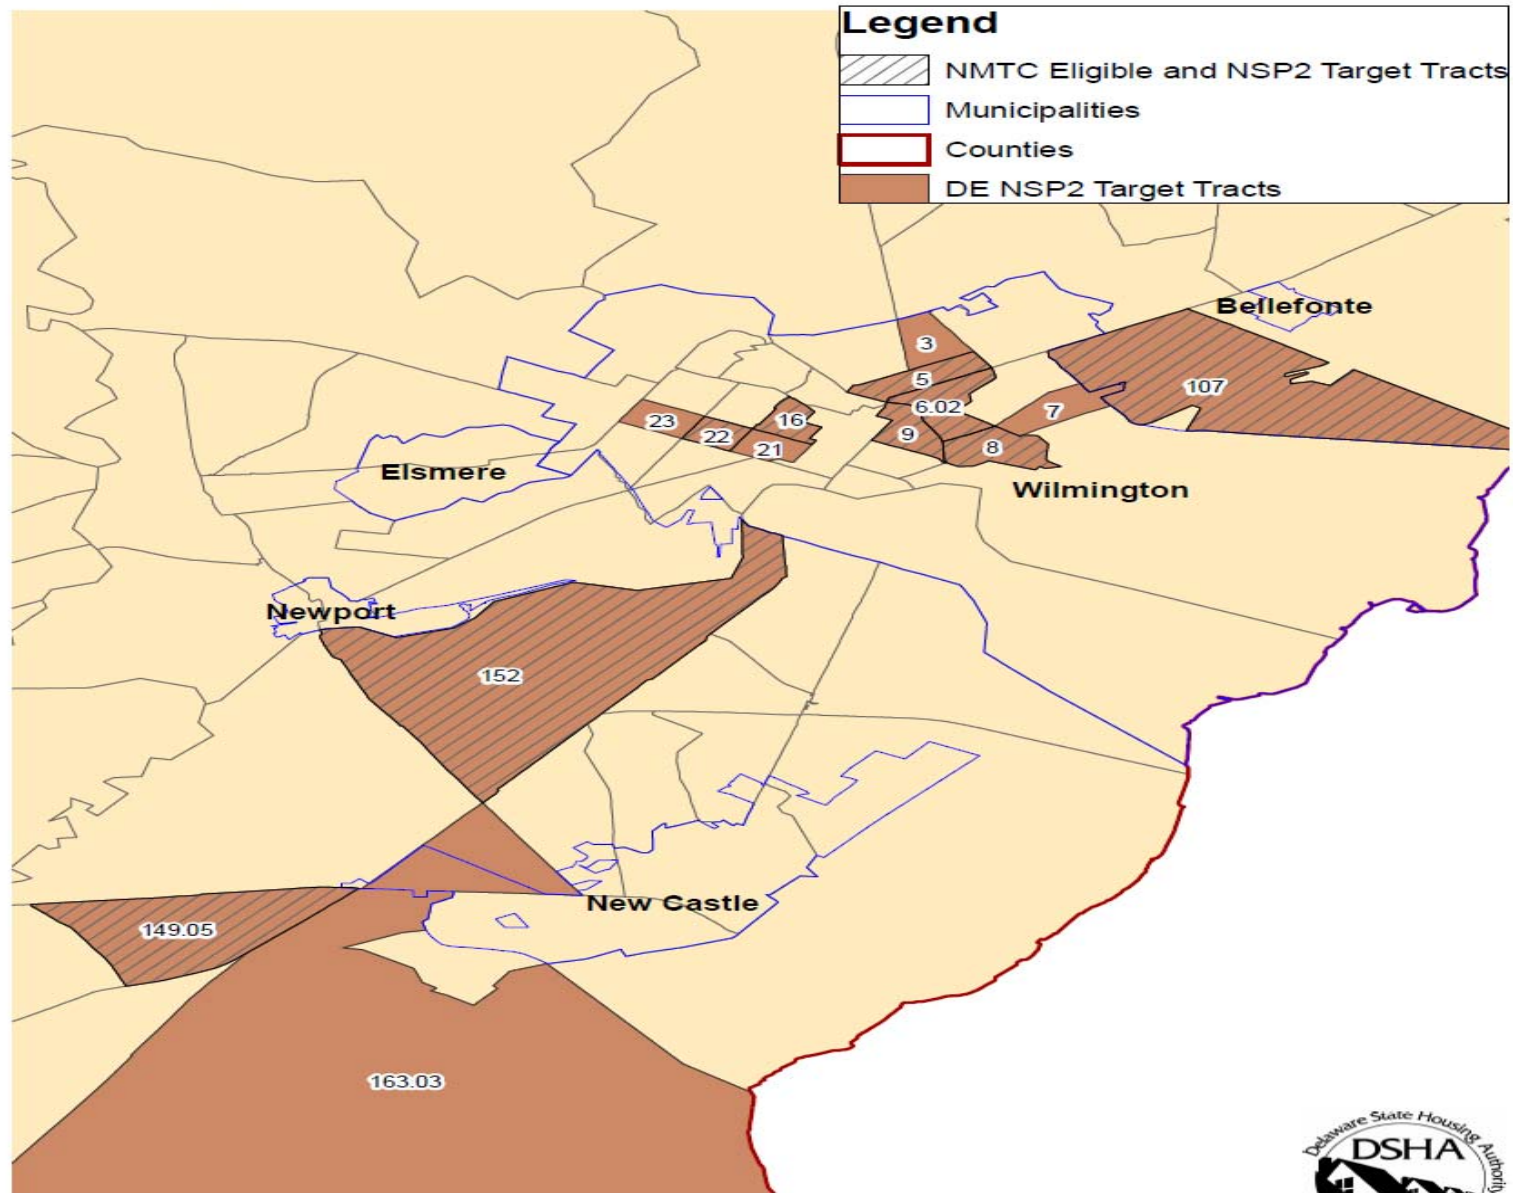 Legend
NMTC Eligible and NSP2 Target Tracts
Municipalities
Counties
DE NSP2 Target Tracts
Bellefonte
3
5
107
6.02
7
23
16
22
9
21
8
Elsmere
Wilmington
Newport
152
New Castle
149.05
163.03
Delaware State Housing Authority
DSHA